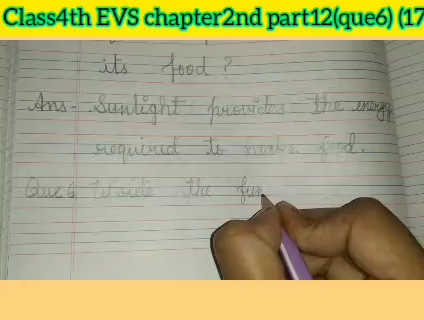 Class4th EVS chapter2nd part12(que6) (17
its food ?
Ans- Sunlight provides the energy
required to make food.
Que 6 Write the fun